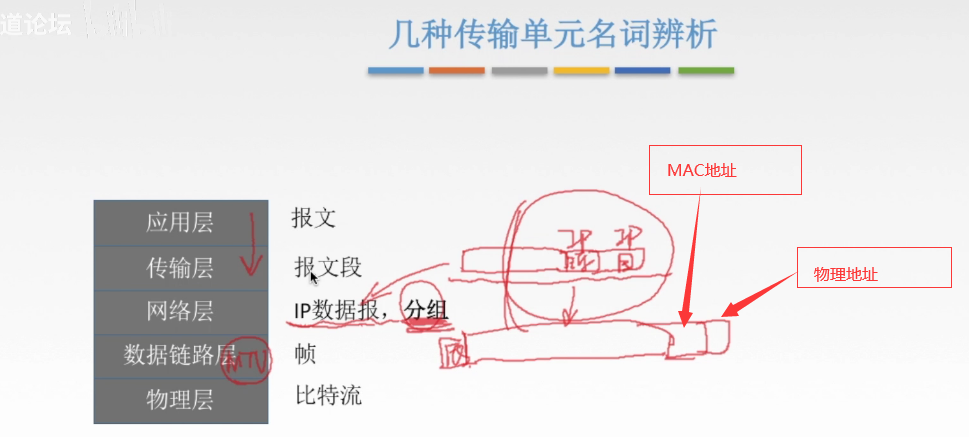 道论坛
几种传输单元名词辨析
MAC地址
物理地址
应用层 报文
传输层 报文段
网络层 IP数据报，分组
数据链路层 帧
物理层 比特流
IP IP
MTU